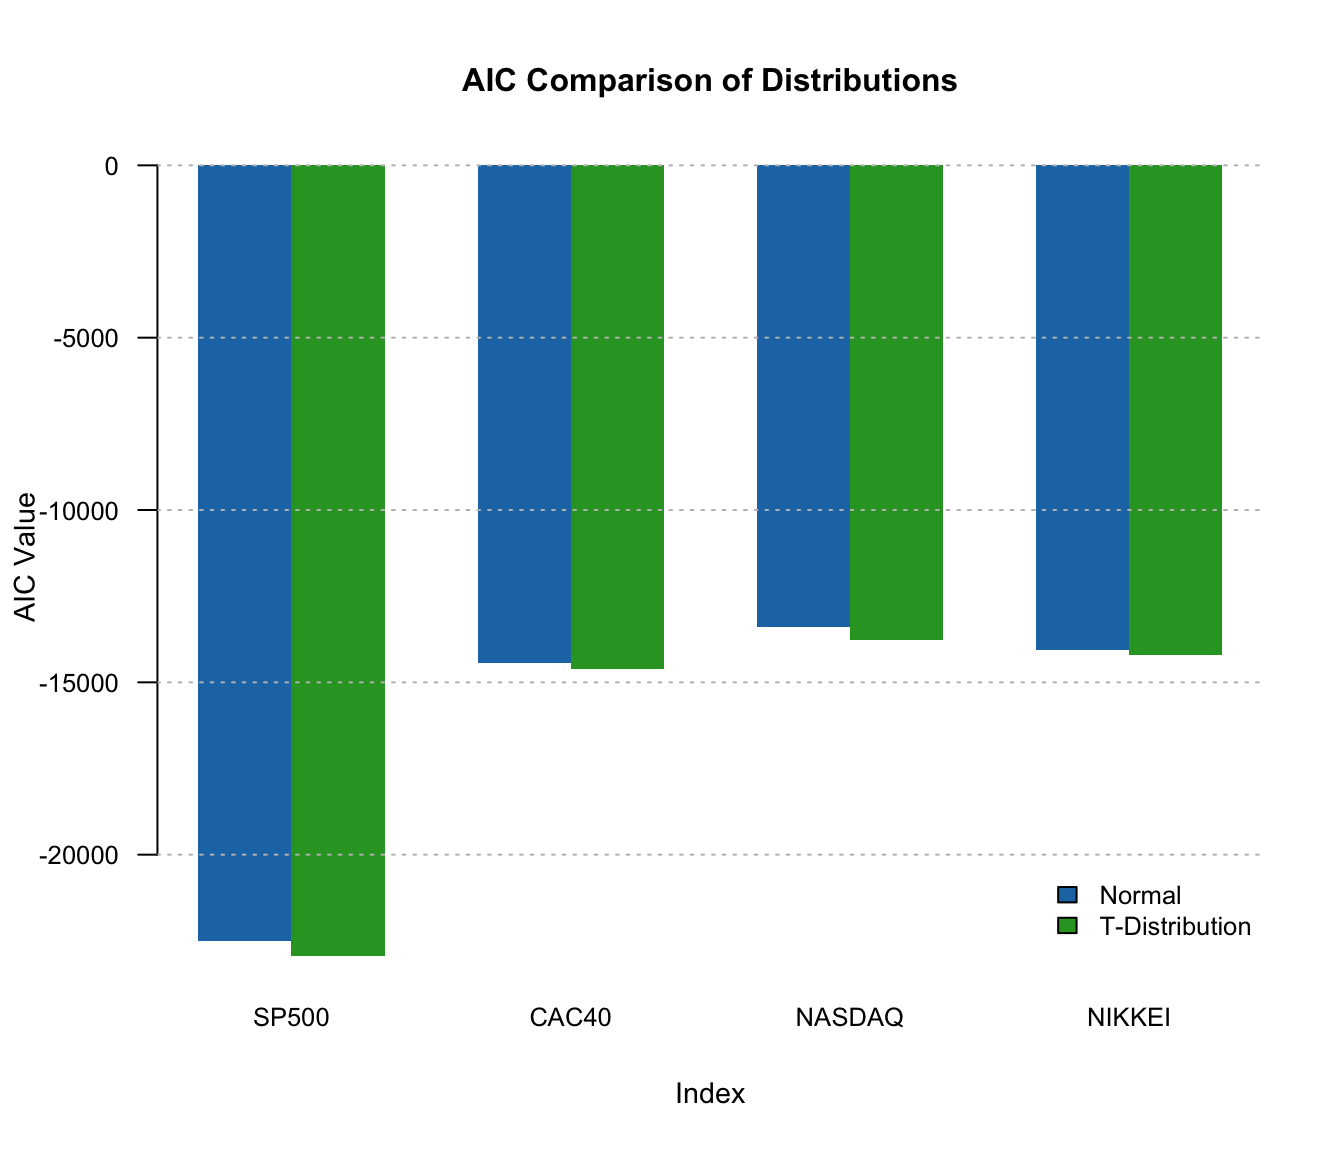 AIC Comparison of Distributions
0
-5000
-10000
-15000
-20000
AIC Value
Normal
T-Distribution
SP500
CAC40
NASDAQ
NIKKEI
Index